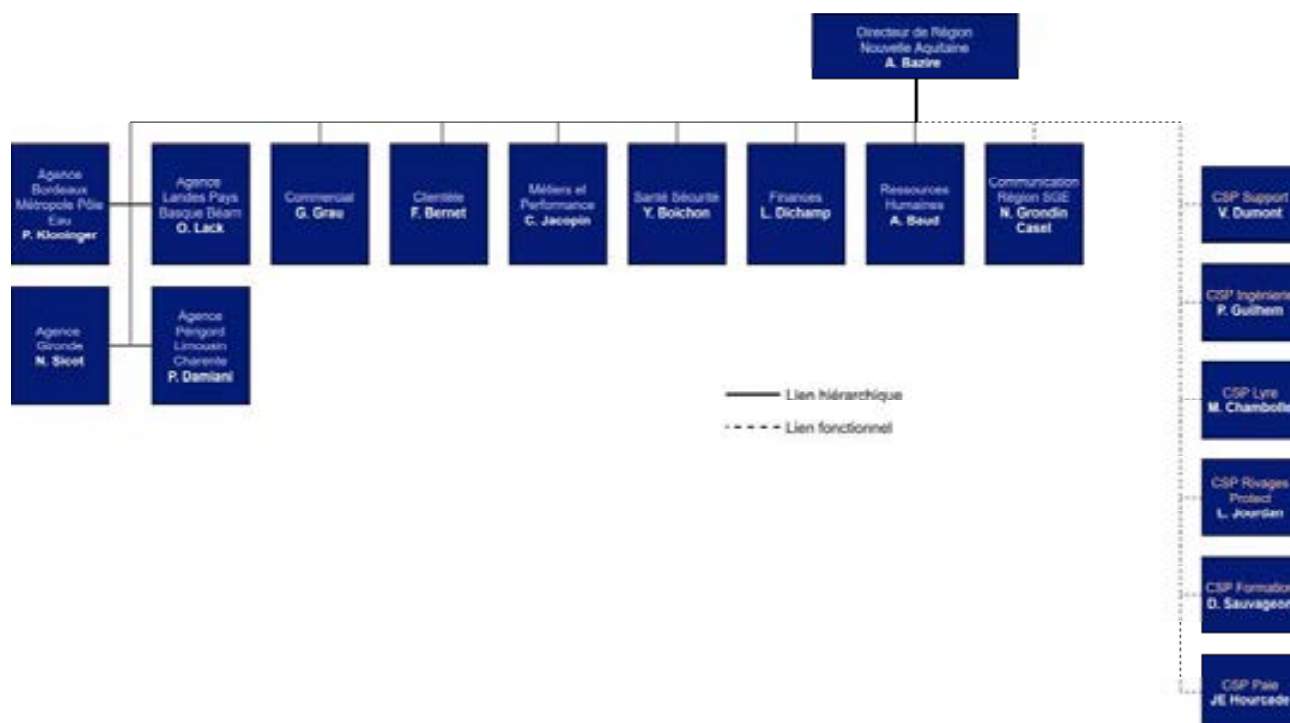 Directeur de Région
Nouvelle Aquitaine
A. Bazire
Agence
Bordeaux
Métropole Pôle
Eau
P. Kloninger
Agence
Landes Pays
Basque Béarn
O. Lack
Commercial
G. Grau
Clientèle
F. Bernet
Métiers et
Performance
C. Jacopin
Santé Sécurité
Y. Boichon
Finances
L. Dichamp
Ressources
Humaines
A. Baud
Communication
Région SGE
N. Grondin
Casel
Agence
Gironde
N. Sicot
Agence
Périgord
Limousin
Charente
P. Damiani
Lien hiérarchique
Lien fonctionnel
CSP Support
V. Dumont
CSP Ingénierie
P. Guilhem
CSP Lyre
M. Chambolle
CSP Rivages
Protect
L. Jourdan
CSP Formation
D. Sauvageon
CSP Paie
JE Hourcade